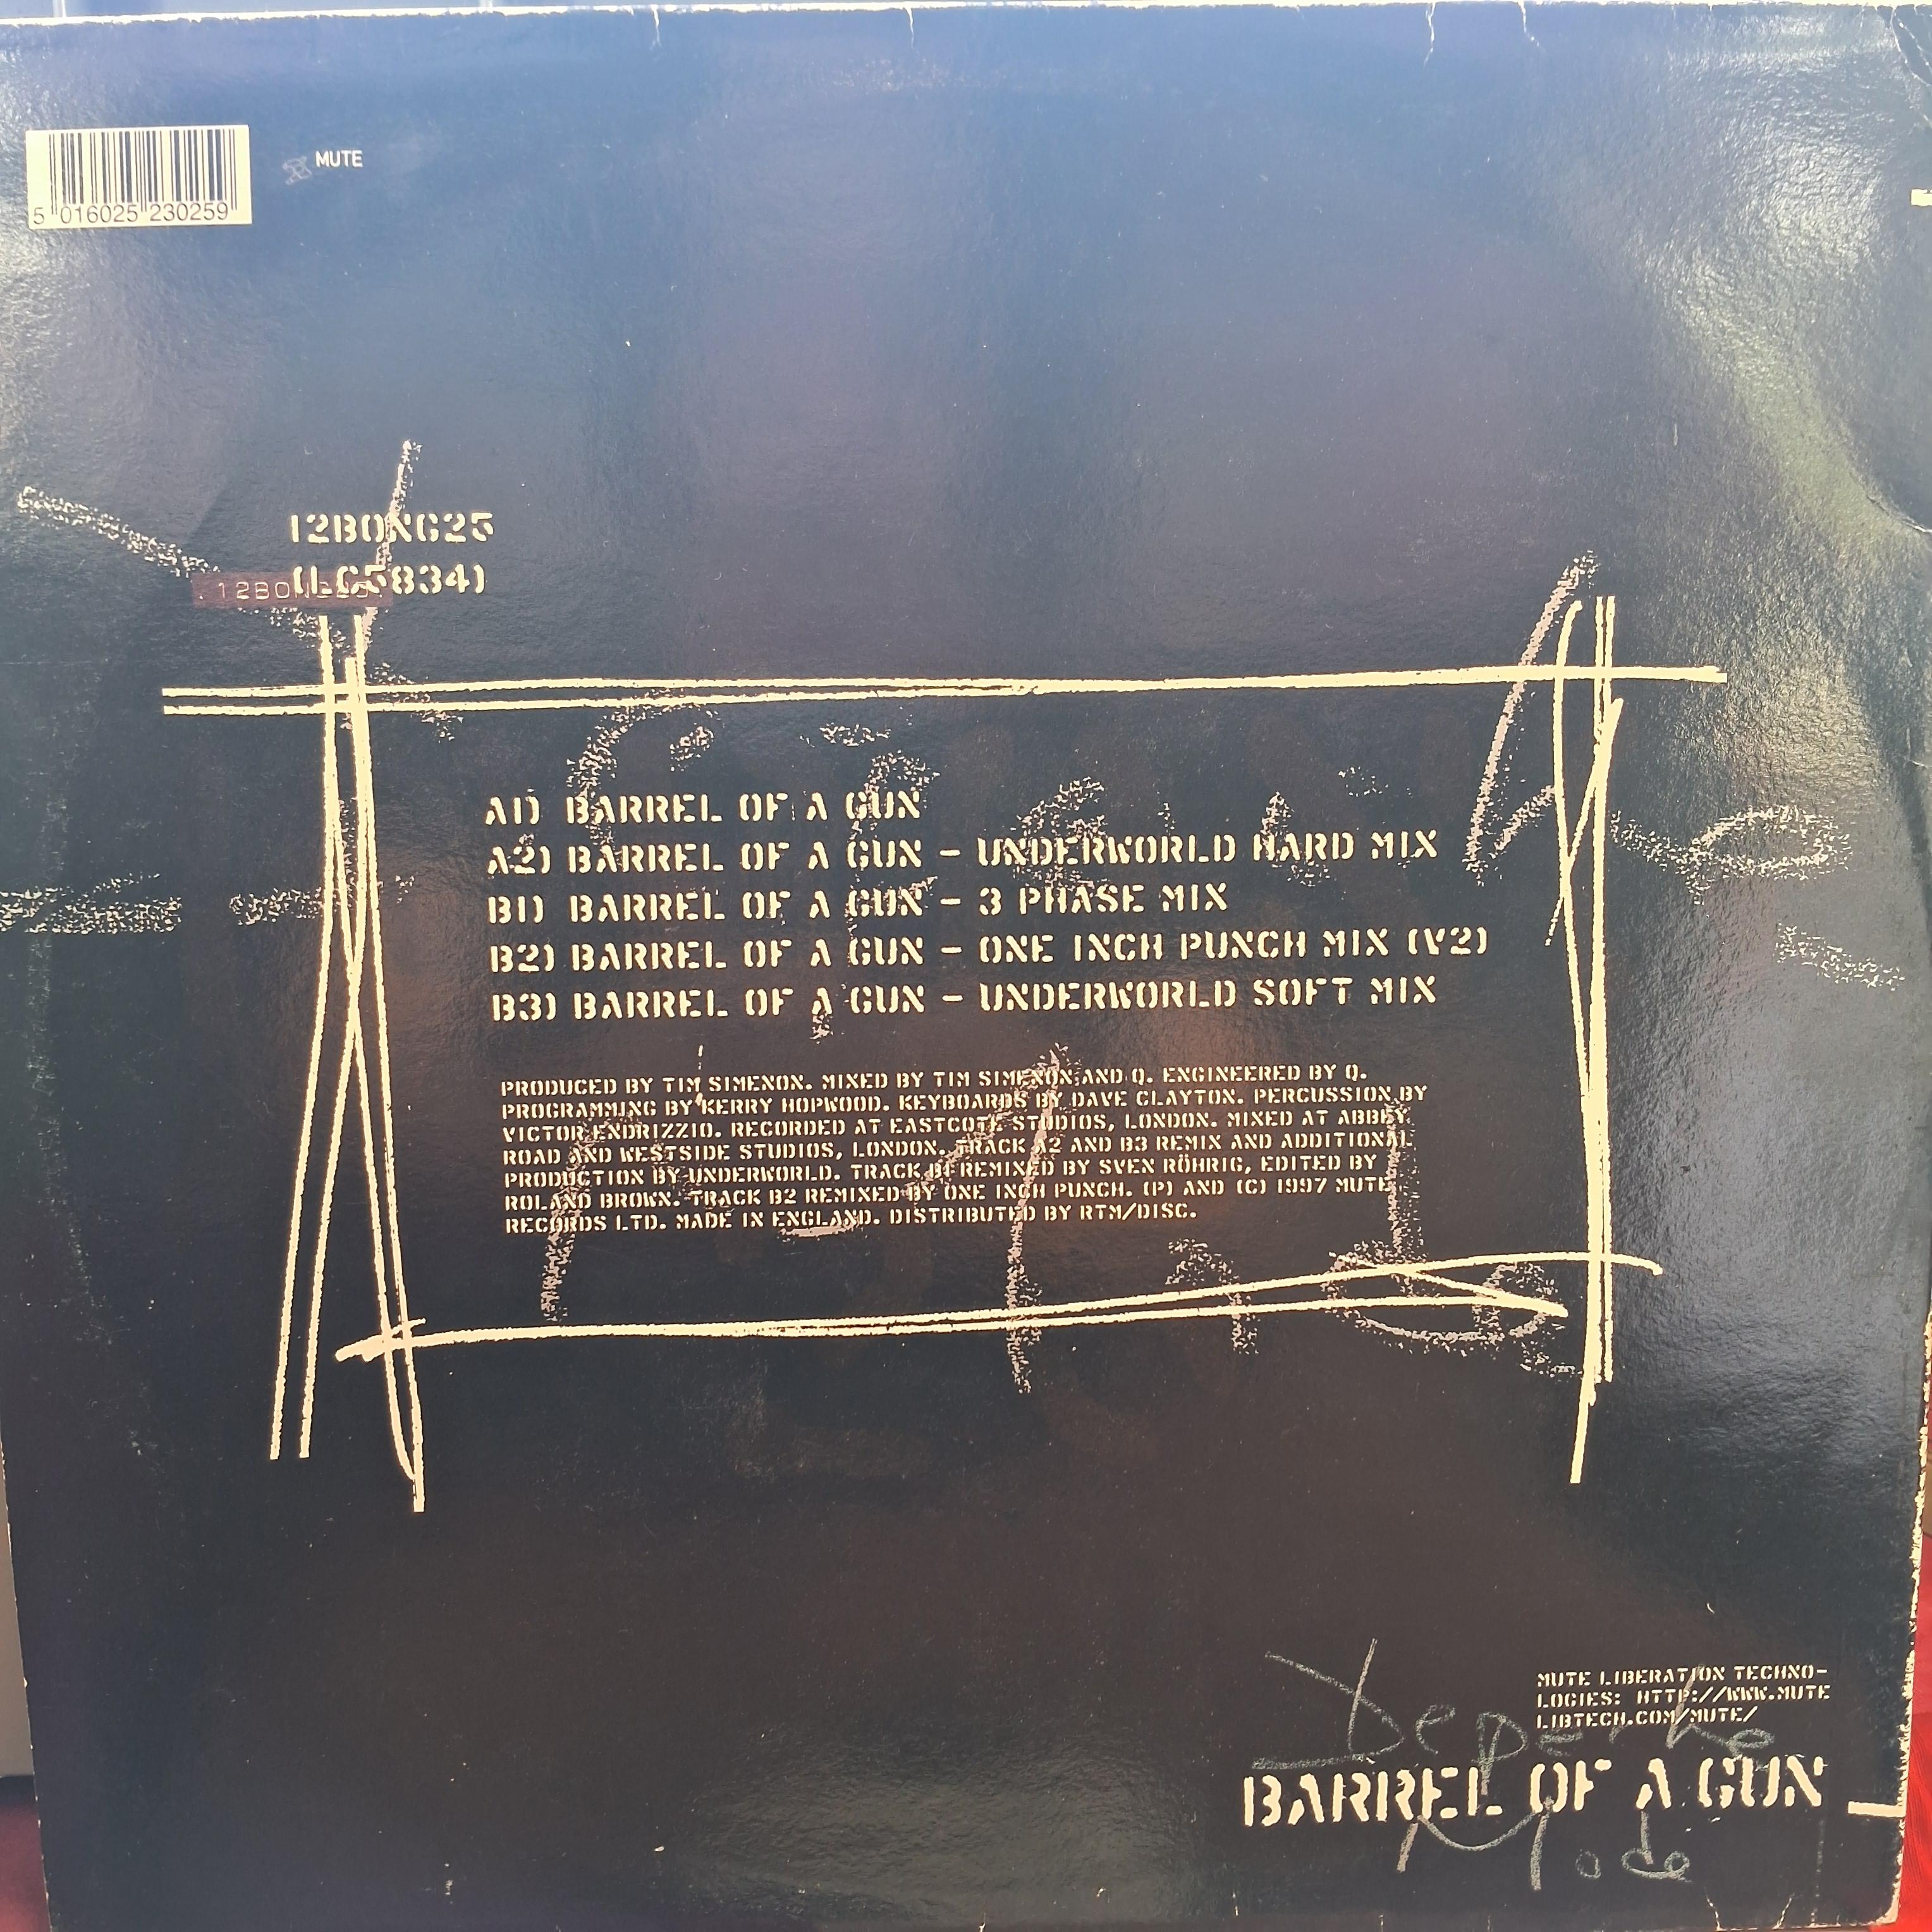 5 016025 230259
MUTE
12BONG25
(LC5834)
A1) BARREL OF A GUN
A2) BARREL OF A GUN – UNDERWORLD HARD MIX
B1) BARREL OF A GUN – 3 PHASE MIX
B2) BARREL OF A GUN – ONE INCH PUNCH MIX (V2)
B3) BARREL OF A GUN – UNDERWORLD SOFT MIX
PRODUCED BY TIM SIMENON. MIXED BY TIM SIMENON AND Q. ENGINEERED BY Q.
PROGRAMMING BY KERRY HOPWOOD. KEYBOARDS BY DAVE CLAYTON. PERCUSSION BY
VICTOR ENDRIZZIO. RECORDED AT EASTCOTE STUDIOS, LONDON. MIXED AT ABBEY
ROAD AND WESTSIDE STUDIOS, LONDON. TRACK A2 AND B3 REMIX AND ADDITIONAL
PRODUCTION BY UNDERWORLD. TRACK B1 REMIXED BY SVEN RÖHRIG, EDITED BY
ROLAND BROWN. TRACK B2 REMIXED BY ONE INCH PUNCH. (P) AND (C) 1997 MUTE
RECORDS LTD. MADE IN ENGLAND. DISTRIBUTED BY RTM/DISC.
MUTE LIBERATION TECHNO-
LOGIES: HTTP://WWW.MUTE
LIBTECH.COM/MUTE/
Depeche
BARREL OF A GUN
Mode